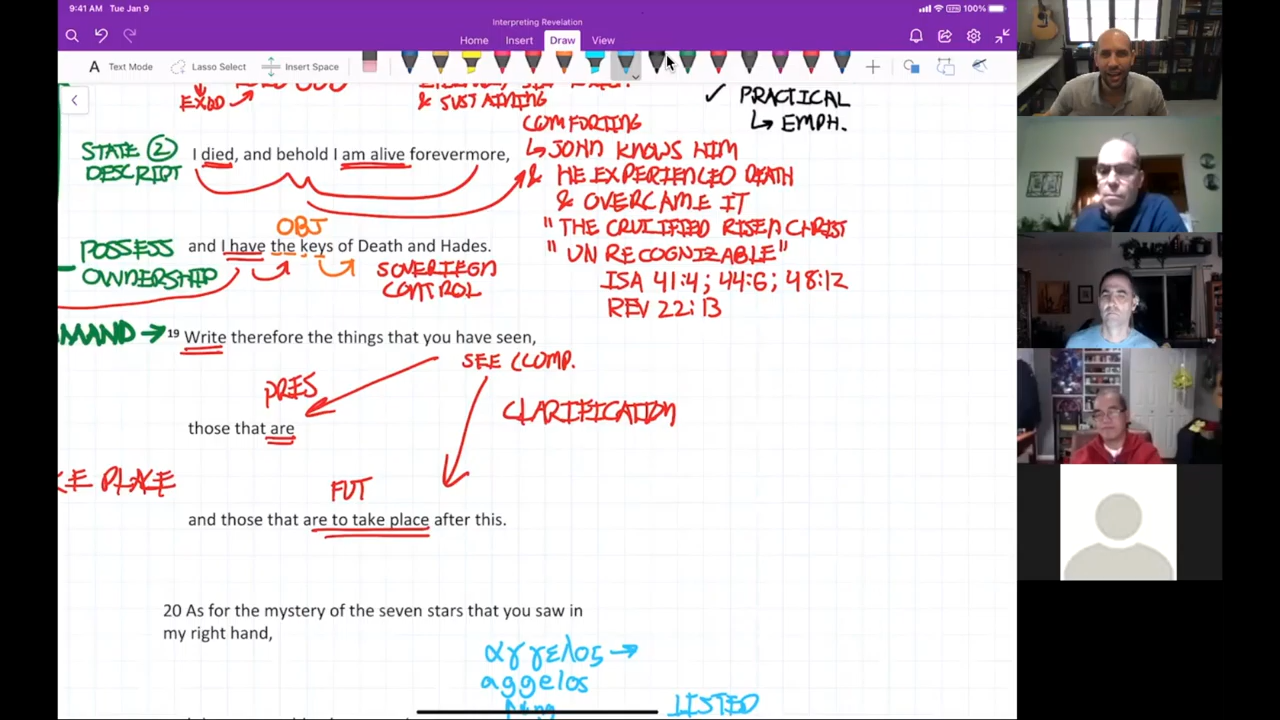 9:41 AM Tue Jan 9
100%
Interpreting Revelation
Home Insert Draw View
Text Mode Lasso Select Insert Space
EXOD
& SUSTAINING
✓ PRACTICAL
↳ EMPH.
COMFORTING
STATE ②
DESCRIPT
I died, and behold I am alive forevermore,
↳ JOHN KNOWS HIM
& HE EXPERIENCED DEATH
& OVERCAME IT
OBJ
"THE CRUCIFIED RISEN CHRIST
POSSESS
OWNERSHIP
and I have the keys of Death and Hades.
"UN RECOGNIZABLE"
SOVERIEGN
CONTROL
ISA 41:4; 44:6; 48:12
REV 22:13
MAND → 19 Write therefore the things that you have seen,
SEE (COMP.
PRES
CLARIFICATION
those that are
KE PLACE
FUT
and those that are to take place after this.
20 As for the mystery of the seven stars that you saw in
my right hand,
αγγελος →
aggelos
LISTED